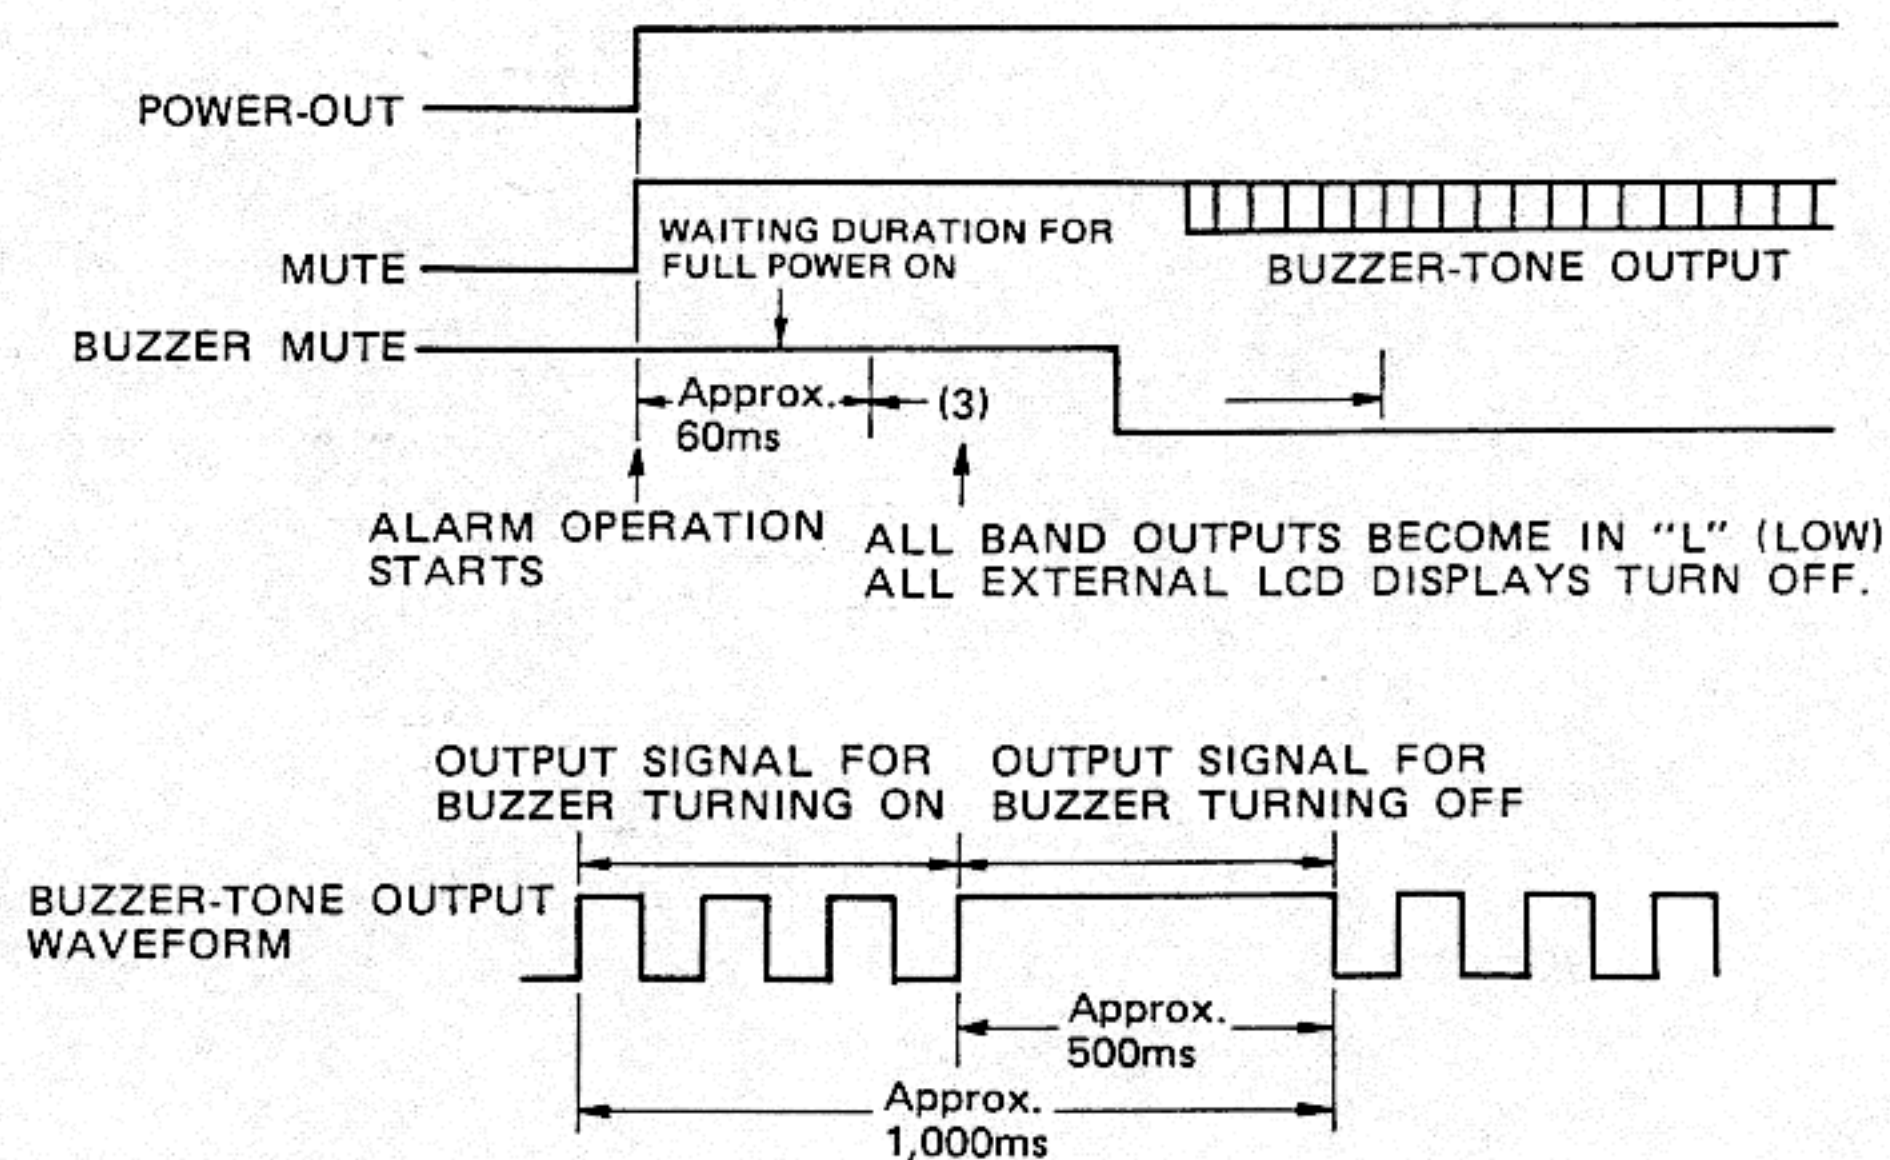 POWER-OUT
MUTE
WAITING DURATION FOR
FULL POWER ON
BUZZER-TONE OUTPUT
BUZZER MUTE
Approx.
60ms
(3)
ALARM OPERATION
STARTS
ALL BAND OUTPUTS BECOME IN "L" (LOW)
ALL EXTERNAL LCD DISPLAYS TURN OFF.
OUTPUT SIGNAL FOR
BUZZER TURNING ON
OUTPUT SIGNAL FOR
BUZZER TURNING OFF
BUZZER-TONE OUTPUT
WAVEFORM
Approx.
500ms
Approx.
1,000ms